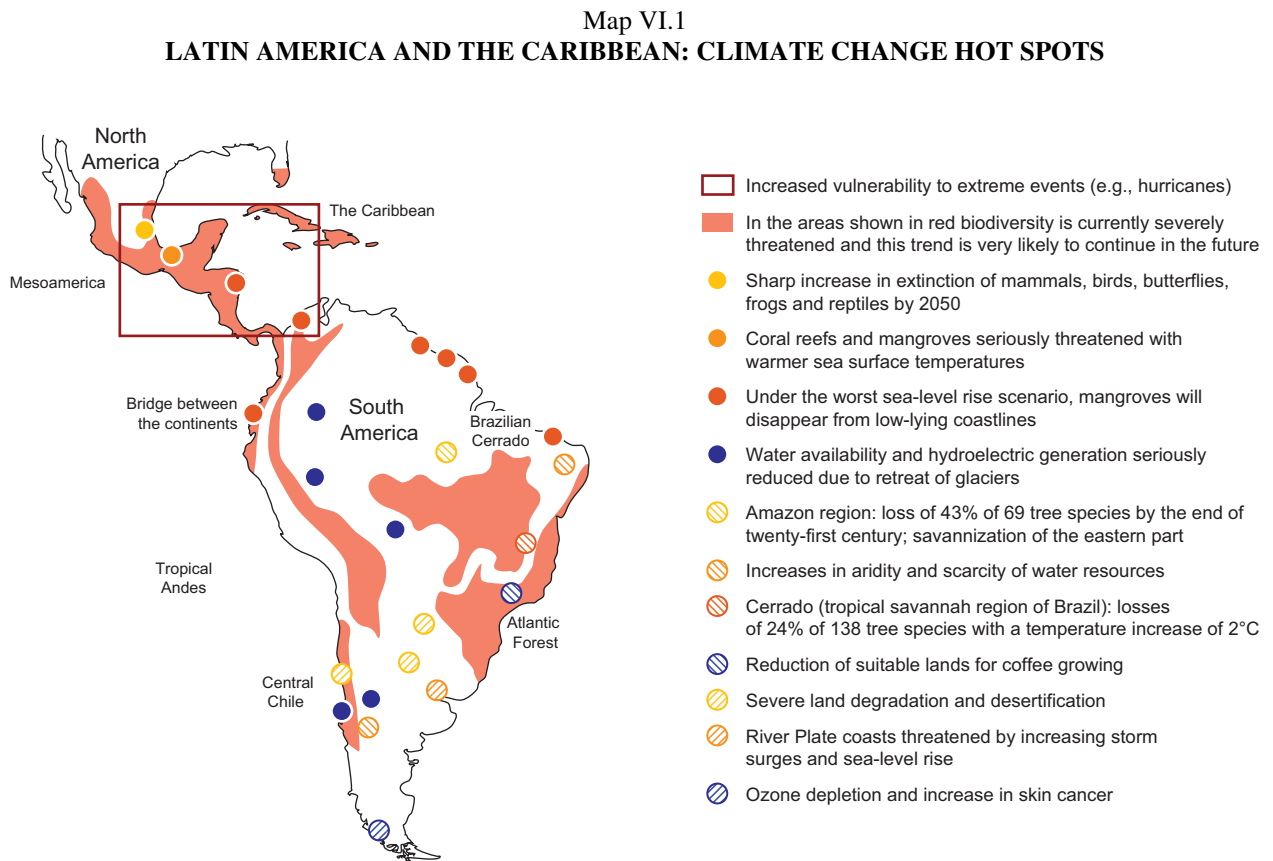 Map VI.1
LATIN AMERICA AND THE CARIBBEAN: CLIMATE CHANGE HOT SPOTS
North
America
The Caribbean
Mesoamerica
Bridge between
the continents
South
America
Brazilian
Cerrado
Tropical
Andes
Atlantic
Forest
Central
Chile
Increased vulnerability to extreme events (e.g., hurricanes)
In the areas shown in red biodiversity is currently severely
threatened and this trend is very likely to continue in the future
Sharp increase in extinction of mammals, birds, butterflies,
frogs and reptiles by 2050
Coral reefs and mangroves seriously threatened with
warmer sea surface temperatures
Under the worst sea-level rise scenario, mangroves will
disappear from low-lying coastlines
Water availability and hydroelectric generation seriously
reduced due to retreat of glaciers
Amazon region: loss of 43% of 69 tree species by the end of
twenty-first century; savannization of the eastern part
Increases in aridity and scarcity of water resources
Cerrado (tropical savannah region of Brazil): losses
of 24% of 138 tree species with a temperature increase of 2°C
Reduction of suitable lands for coffee growing
Severe land degradation and desertification
River Plate coasts threatened by increasing storm
surges and sea-level rise
Ozone depletion and increase in skin cancer